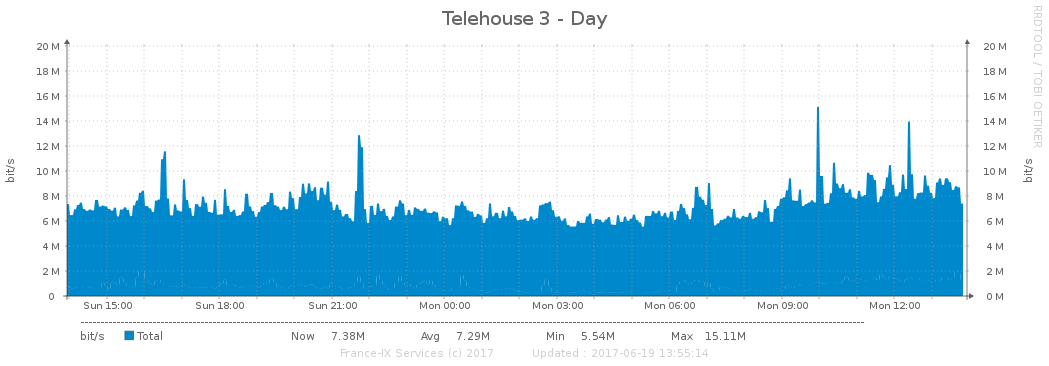 Telehouse 3 - Day
RRDTOOL / TOBI OETIKER
bit/s
bit/s
20 M 20 M
18 M 18 M
16 M 16 M
14 M 14 M
12 M 12 M
10 M 10 M
8 M 8 M
6 M 6 M
4 M 4 M
2 M 2 M
0 0 M
Sun 15:00 Sun 18:00 Sun 21:00 Mon 00:00 Mon 03:00 Mon 06:00 Mon 09:00 Mon 12:00
bit/s Total Now 7.38M Avg 7.29M Min 5.54M Max 15.11M
France-IX Services (c) 2017 Updated : 2017-06-19 13:55:14